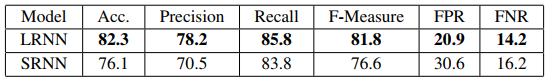 Model Acc. Precision Recall F-Measure FPR FNR
LRNN 82.3 78.2 85.8 81.8 20.9 14.2
SRNN 76.1 70.5 83.8 76.6 30.6 16.2